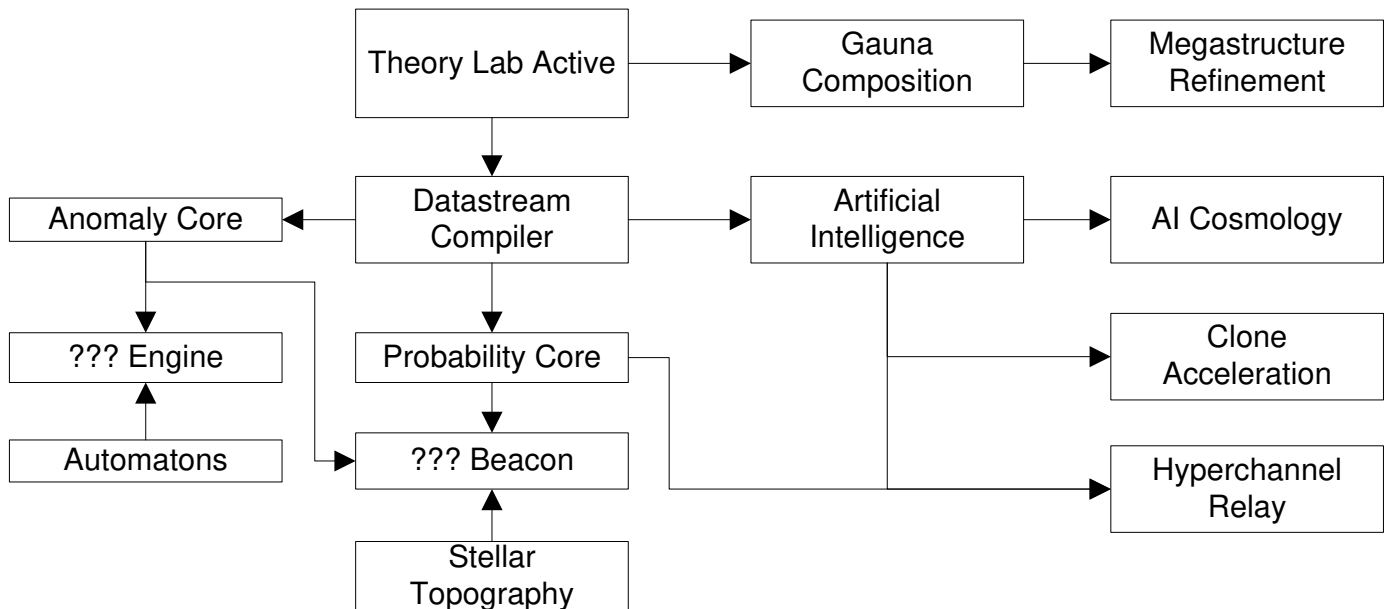 Theory Lab Active
Gauna
Composition
Megastructure
Refinement
Anomaly Core
Datastream
Compiler
Artificial
Intelligence
AI Cosmology
??? Engine
Probability Core
Clone
Acceleration
Automatons
??? Beacon
Hyperchannel
Relay
Stellar
Topography